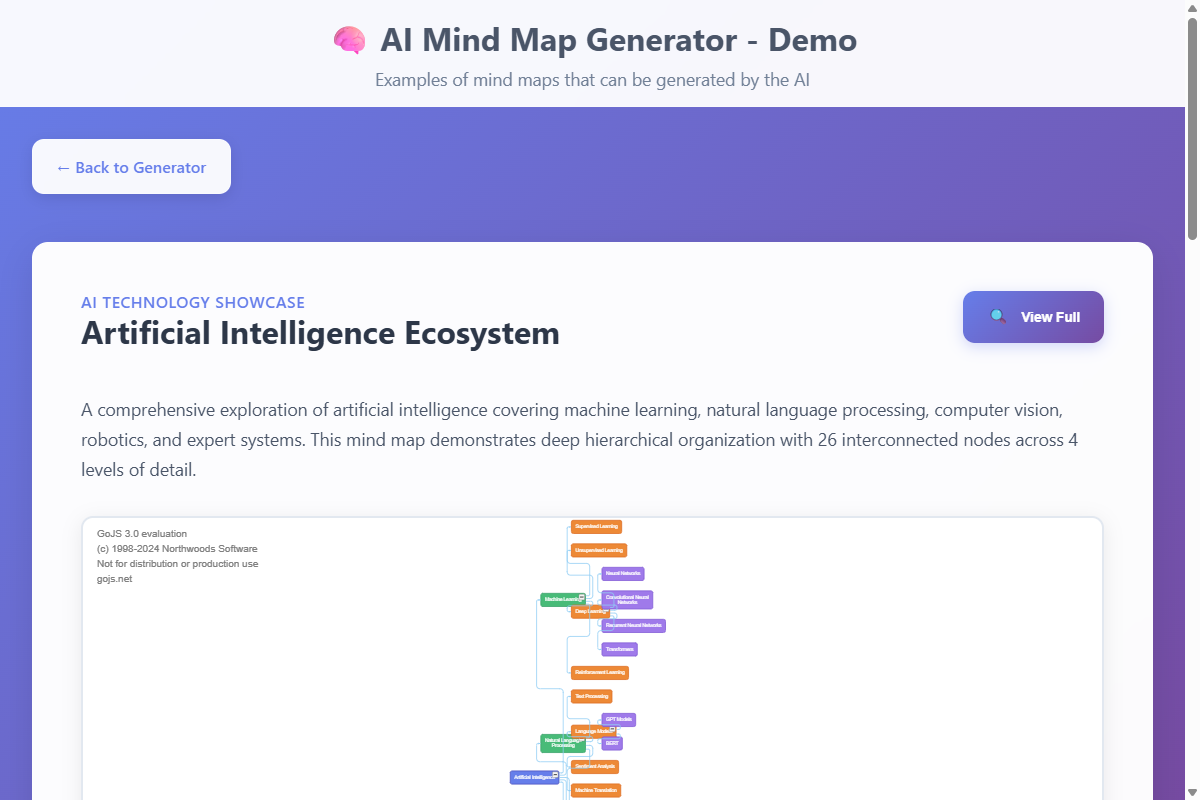 AI Mind Map Generator - Demo
Examples of mind maps that can be generated by the AI
← Back to Generator
AI TECHNOLOGY SHOWCASE
Artificial Intelligence Ecosystem
View Full
A comprehensive exploration of artificial intelligence covering machine learning, natural language processing, computer vision,
robotics, and expert systems. This mind map demonstrates deep hierarchical organization with 26 interconnected nodes across 4
levels of detail.
GoJS 3.0 evaluation
(c) 1998-2024 Northwoods Software
Not for distribution or production use
gojs.net
Supervised Learning
Unsupervised Learning
Neural Networks
Machine Learning
Convolutional Neural
Networks
Deep Learning
Recurrent Neural Networks
Transformers
Reinforcement Learning
Text Processing
GPT Models
Language Models
Natural Language
Processing
BERT
Sentiment Analysis
Artificial Intelligence
Machine Translation